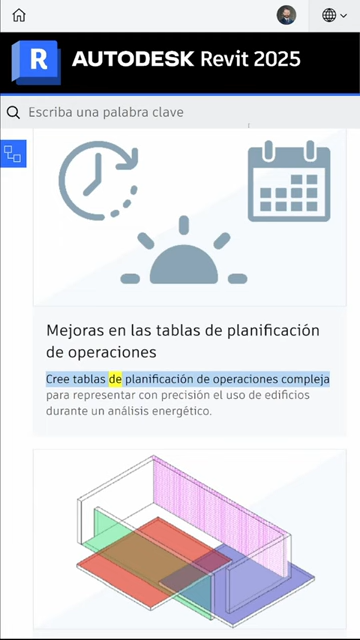 R AUTODESK Revit 2025
Escriba una palabra clave
Mejoras en las tablas de planificación
de operaciones
Cree tablas de planificación de operaciones compleja
para representar con precisión el uso de edificios
durante un análisis energético.